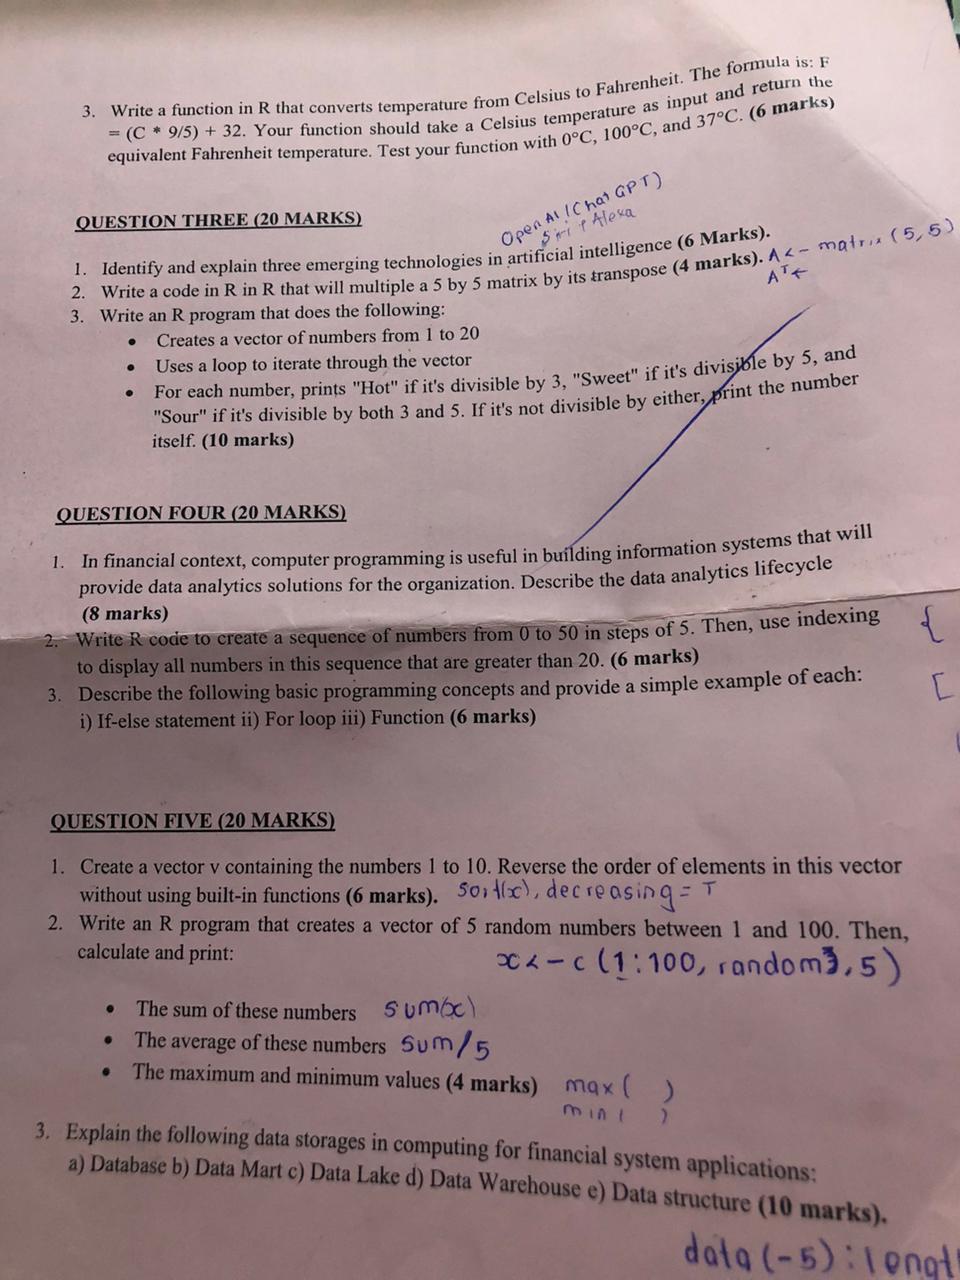 3. Write a function in R that converts temperature from Celsius to Fahrenheit. The formula is: F
= (C * 9/5) + 32. Your function should take a Celsius temperature as input and return the
equivalent Fahrenheit temperature. Test your function with 0°C, 100°C, and 37°C. (6 marks)
QUESTION THREE (20 MARKS)
Open AI (Chat GPT)
Siri & Alexa
1. Identify and explain three emerging technologies in artificial intelligence (6 Marks).
2. Write a code in R in R that will multiple a 5 by 5 matrix by its transpose (4 marks). A <- matrix (5, 5)
A^T <-
3. Write an R program that does the following:
• Creates a vector of numbers from 1 to 20
• Uses a loop to iterate through the vector
• For each number, prints "Hot" if it's divisible by 3, "Sweet" if it's divisible by 5, and
"Sour" if it's divisible by both 3 and 5. If it's not divisible by either, print the number
itself. (10 marks)
QUESTION FOUR (20 MARKS)
1. In financial context, computer programming is useful in building information systems that will
provide data analytics solutions for the organization. Describe the data analytics lifecycle
(8 marks)
2. Write R code to create a sequence of numbers from 0 to 50 in steps of 5. Then, use indexing {
to display all numbers in this sequence that are greater than 20. (6 marks)
3. Describe the following basic programming concepts and provide a simple example of each: [
i) If-else statement ii) For loop iii) Function (6 marks)
QUESTION FIVE (20 MARKS)
1. Create a vector v containing the numbers 1 to 10. Reverse the order of elements in this vector
without using built-in functions (6 marks). sort(x), decreasing = T
2. Write an R program that creates a vector of 5 random numbers between 1 and 100. Then,
calculate and print: x <- c (1:100, random3, 5)
• The sum of these numbers sum(x)
• The average of these numbers sum/5
• The maximum and minimum values (4 marks) max ( )
min ( )
3. Explain the following data storages in computing for financial system applications:
a) Database b) Data Mart c) Data Lake d) Data Warehouse e) Data structure (10 marks).
data (-5) : lengt